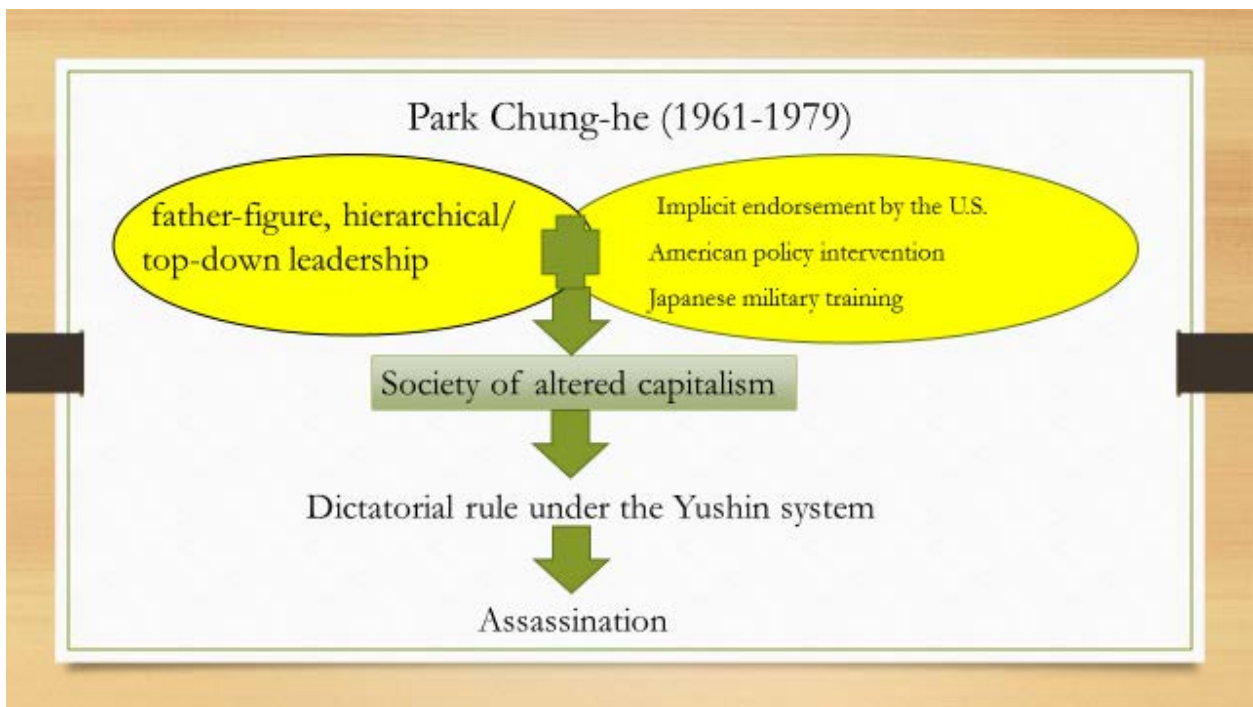 Park Chung-he (1961-1979)
father-figure, hierarchical/
top-down leadership
Implicit endorsement by the U.S.
American policy intervention
Japanese military training
Society of altered capitalism
Dictatorial rule under the Yushin system
Assassination